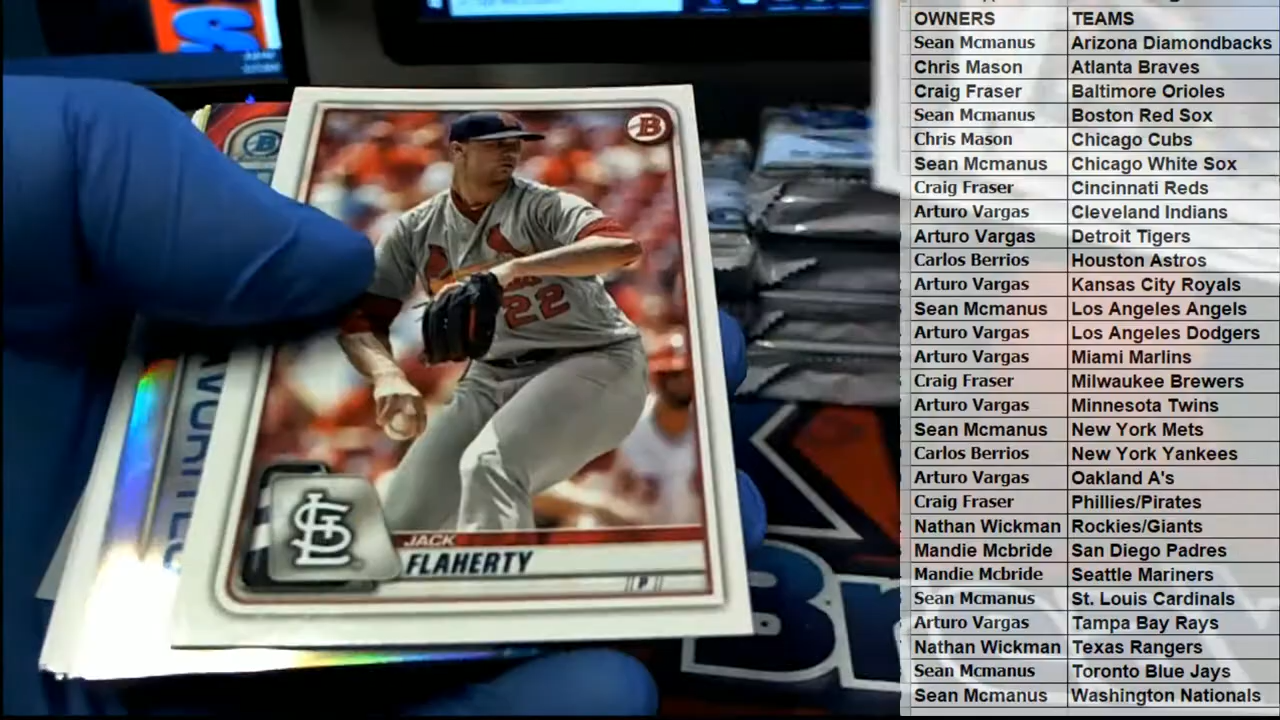 OWNERS TEAMS
Sean Mcmanus Arizona Diamondbacks
Chris Mason Atlanta Braves
Craig Fraser Baltimore Orioles
Sean Mcmanus Boston Red Sox
Chris Mason Chicago Cubs
Sean Mcmanus Chicago White Sox
Craig Fraser Cincinnati Reds
Arturo Vargas Cleveland Indians
Arturo Vargas Detroit Tigers
Carlos Berrios Houston Astros
Arturo Vargas Kansas City Royals
Sean Mcmanus Los Angeles Angels
Arturo Vargas Los Angeles Dodgers
Arturo Vargas Miami Marlins
Craig Fraser Milwaukee Brewers
Arturo Vargas Minnesota Twins
Sean Mcmanus New York Mets
Carlos Berrios New York Yankees
Arturo Vargas Oakland A's
Craig Fraser Phillies/Pirates
Nathan Wickman Rockies/Giants
Mandie Mcbride San Diego Padres
Mandie Mcbride Seattle Mariners
Sean Mcmanus St. Louis Cardinals
Arturo Vargas Tampa Bay Rays
Nathan Wickman Texas Rangers
Sean Mcmanus Toronto Blue Jays
Sean Mcmanus Washington Nationals
B
22
STL
JACK
FLAHERTY
P